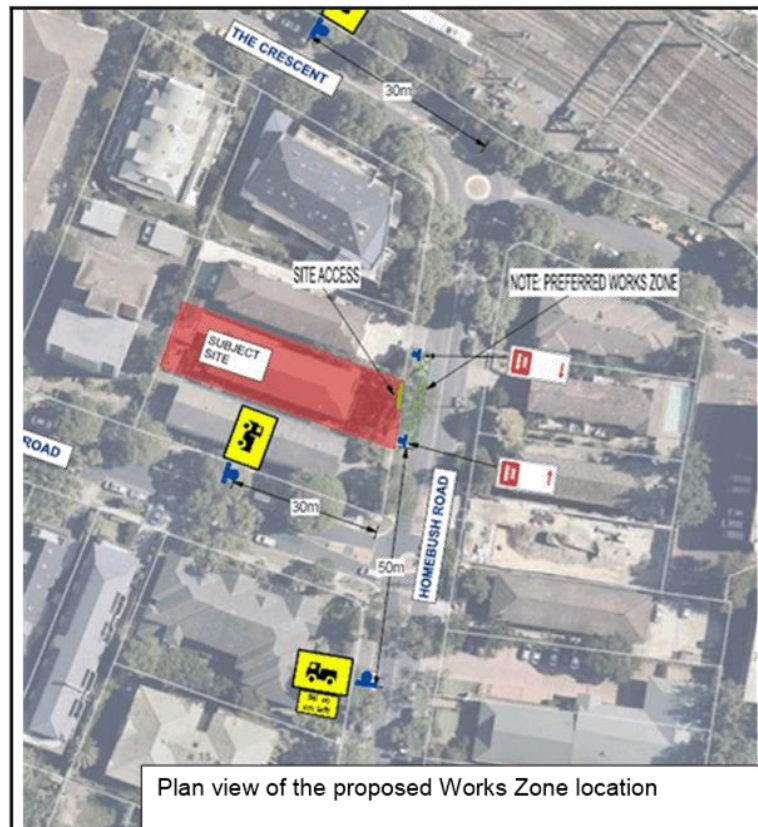 THE CRESCENT
30m
SITE ACCESS
NOTE: PREFERRED WORKS ZONE
SUBJECT
SITE
ROAD
30m
50m
HOMEBUSH ROAD
Plan view of the proposed Works Zone location